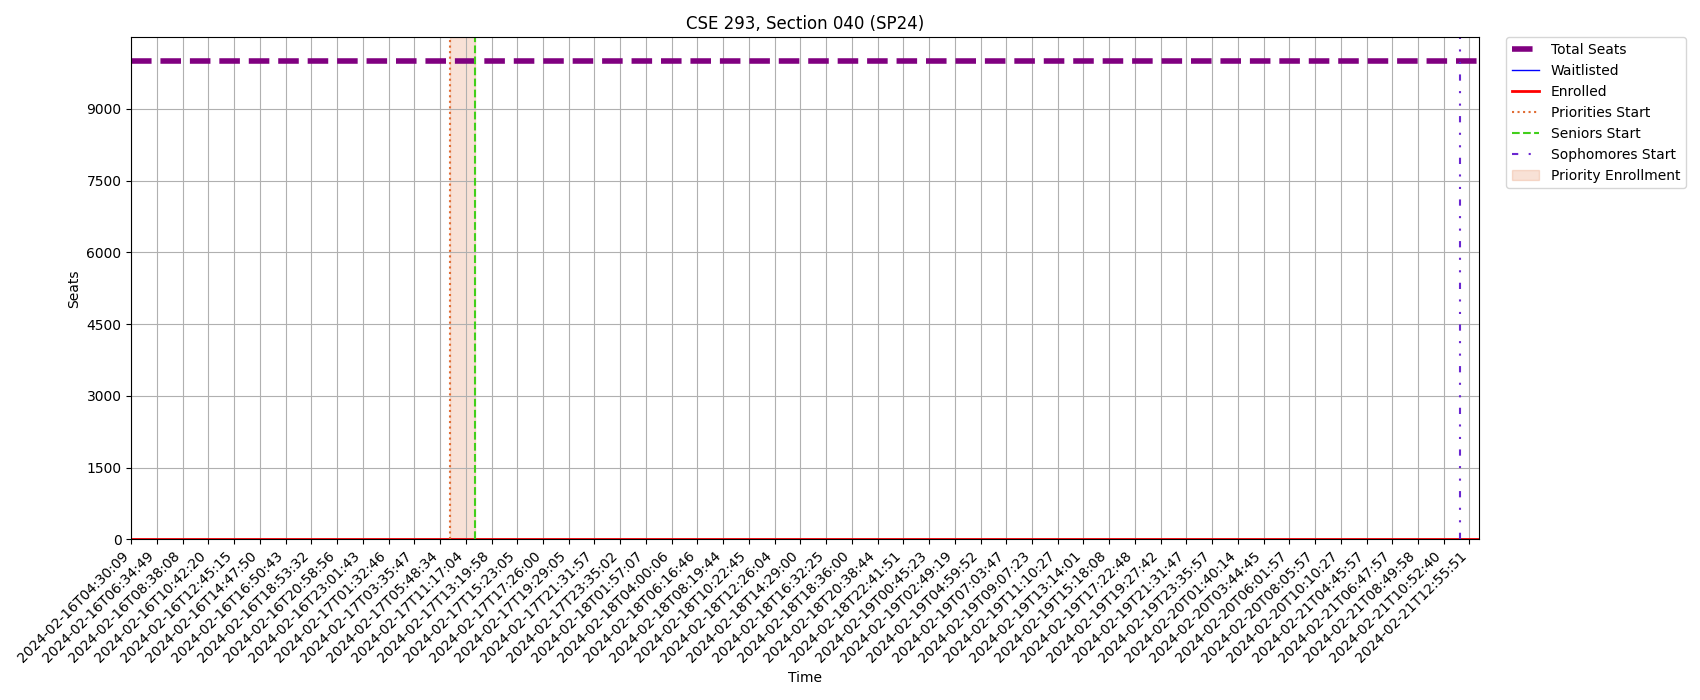 CSE 293, Section 040 (SP24)
Total Seats
Waitlisted
Enrolled
Priorities Start
Seniors Start
Sophomores Start
Priority Enrollment
Seats
9000
7500
6000
4500
3000
1500
0
2024-02-16T04:30:09
2024-02-16T06:34:49
2024-02-16T08:38:08
2024-02-16T10:42:20
2024-02-16T12:45:15
2024-02-16T14:47:50
2024-02-16T16:50:43
2024-02-16T18:53:32
2024-02-16T20:58:56
2024-02-16T23:01:43
2024-02-17T01:32:46
2024-02-17T03:35:47
2024-02-17T05:48:34
2024-02-17T11:17:04
2024-02-17T13:19:58
2024-02-17T15:23:05
2024-02-17T17:26:00
2024-02-17T19:29:05
2024-02-17T21:31:57
2024-02-17T23:35:02
2024-02-18T01:57:07
2024-02-18T04:00:06
2024-02-18T06:16:46
2024-02-18T08:19:44
2024-02-18T10:22:45
2024-02-18T12:26:04
2024-02-18T14:29:00
2024-02-18T16:32:25
2024-02-18T18:36:00
2024-02-18T20:38:44
2024-02-18T22:41:51
2024-02-19T00:45:23
2024-02-19T02:49:19
2024-02-19T04:59:52
2024-02-19T07:03:47
2024-02-19T09:07:23
2024-02-19T11:10:27
2024-02-19T13:14:01
2024-02-19T15:18:08
2024-02-19T17:22:48
2024-02-19T19:27:42
2024-02-19T21:31:47
2024-02-19T23:35:57
2024-02-20T01:40:14
2024-02-20T03:44:45
2024-02-20T06:01:57
2024-02-20T08:05:57
2024-02-20T10:10:27
2024-02-21T04:45:57
2024-02-21T06:47:57
2024-02-21T08:49:58
2024-02-21T10:52:40
2024-02-21T12:55:51
Time